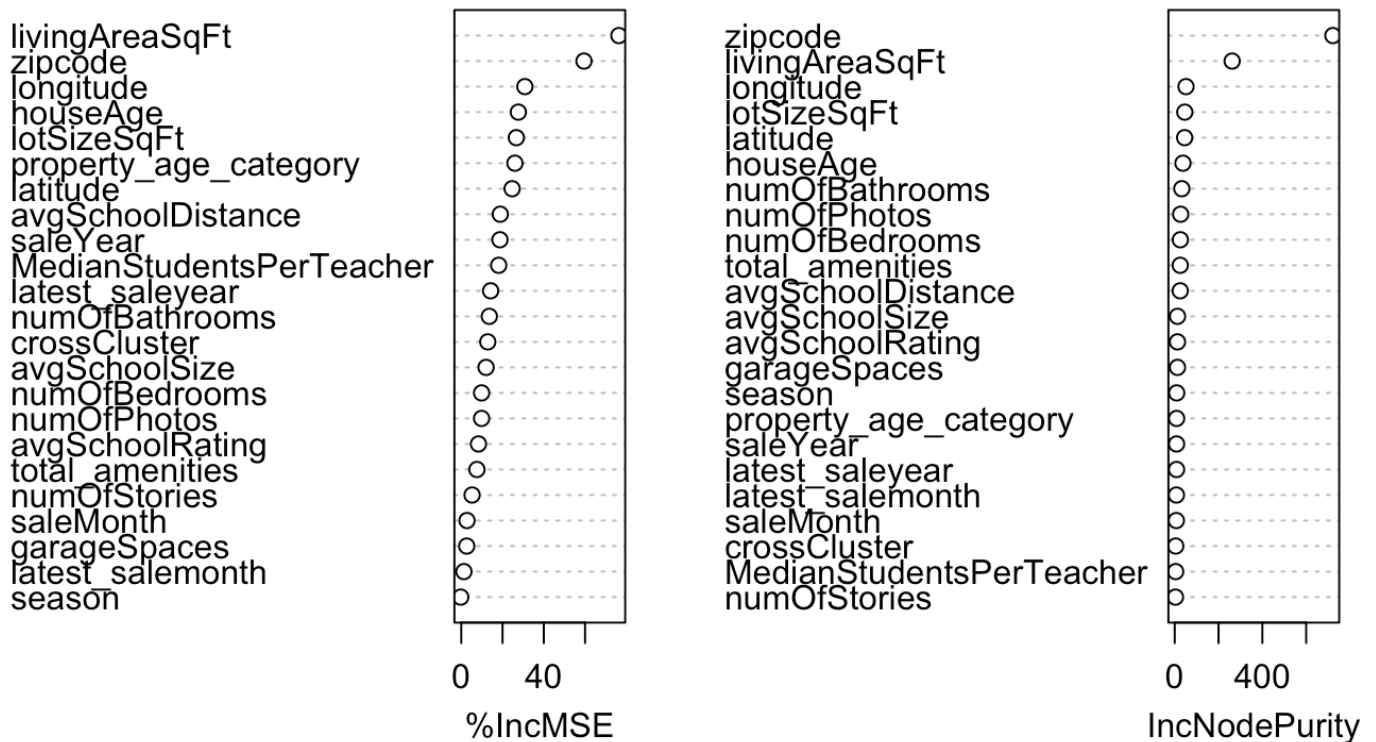 livingAreaSqFt
zipcode
longitude
houseAge
lotSizeSqFt
property_age_category
latitude
avgSchoolDistance
saleYear
MedianStudentsPerTeacher
latest_saleyear
numOfBathrooms
crossCluster
avgSchoolSize
numOfBedrooms
numOfPhotos
avgSchoolRating
total_amenities
numOfStories
saleMonth
garageSpaces
latest_salemonth
season
0 40
%IncMSE
zipcode
livingAreaSqFt
longitude
lotSizeSqFt
latitude
houseAge
numOfBathrooms
numOfPhotos
numOfBedrooms
total_amenities
avgSchoolDistance
avgSchoolSize
avgSchoolRating
garageSpaces
season
property_age_category
saleYear
latest_saleyear
latest_salemonth
saleMonth
crossCluster
MedianStudentsPerTeacher
numOfStories
0 400
IncNodePurity